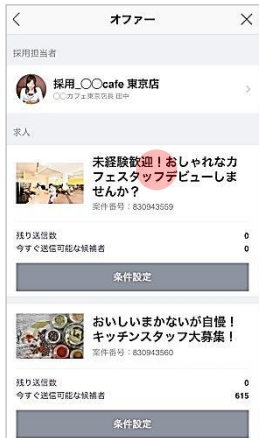 オファー
採用担当者
採用_〇〇cafe 東京店
〇〇カフェ東京店長 田中
求人
未経験歓迎！おしゃれなカ
フェスタッフデビューしま
せんか？
案件番号：830943559
残り送信数 0
今すぐ送信可能な候補者 0
条件設定
おいしいまかないが自慢！
キッチンスタッフ大募集！
案件番号：830943560
残り送信数 0
今すぐ送信可能な候補者 615
条件設定